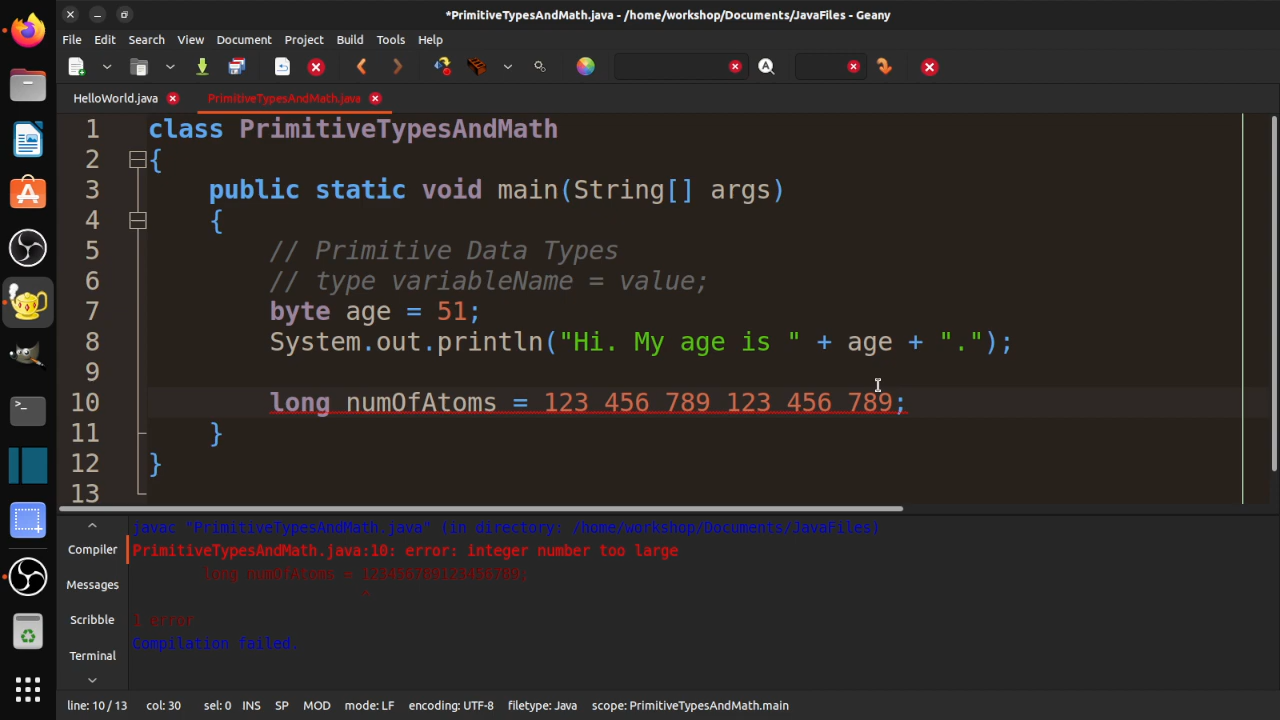 *PrimitiveTypesAndMath.java - /home/workshop/Documents/JavaFiles - Geany
File Edit Search View Document Project Build Tools Help
HelloWorld.java PrimitiveTypesAndMath.java
1 class PrimitiveTypesAndMath
2 {
3 public static void main(String[] args)
4 {
5 // Primitive Data Types
6 // type variableName = value;
7 byte age = 51;
8 System.out.println("Hi. My age is " + age + ".");
9
10 long numOfAtoms = 123 456 789 123 456 789;
11 }
12 }
13
Compiler
Messages
Scribble
Terminal
javac "PrimitiveTypesAndMath.java" (in directory: /home/workshop/Documents/JavaFiles)
PrimitiveTypesAndMath.java:10: error: integer number too large
long numOfAtoms = 123456789123456789;
^
1 error
Compilation failed.
line: 10 / 13 col: 30 sel: 0 INS SP MOD mode: LF encoding: UTF-8 filetype: Java scope: PrimitiveTypesAndMath.main